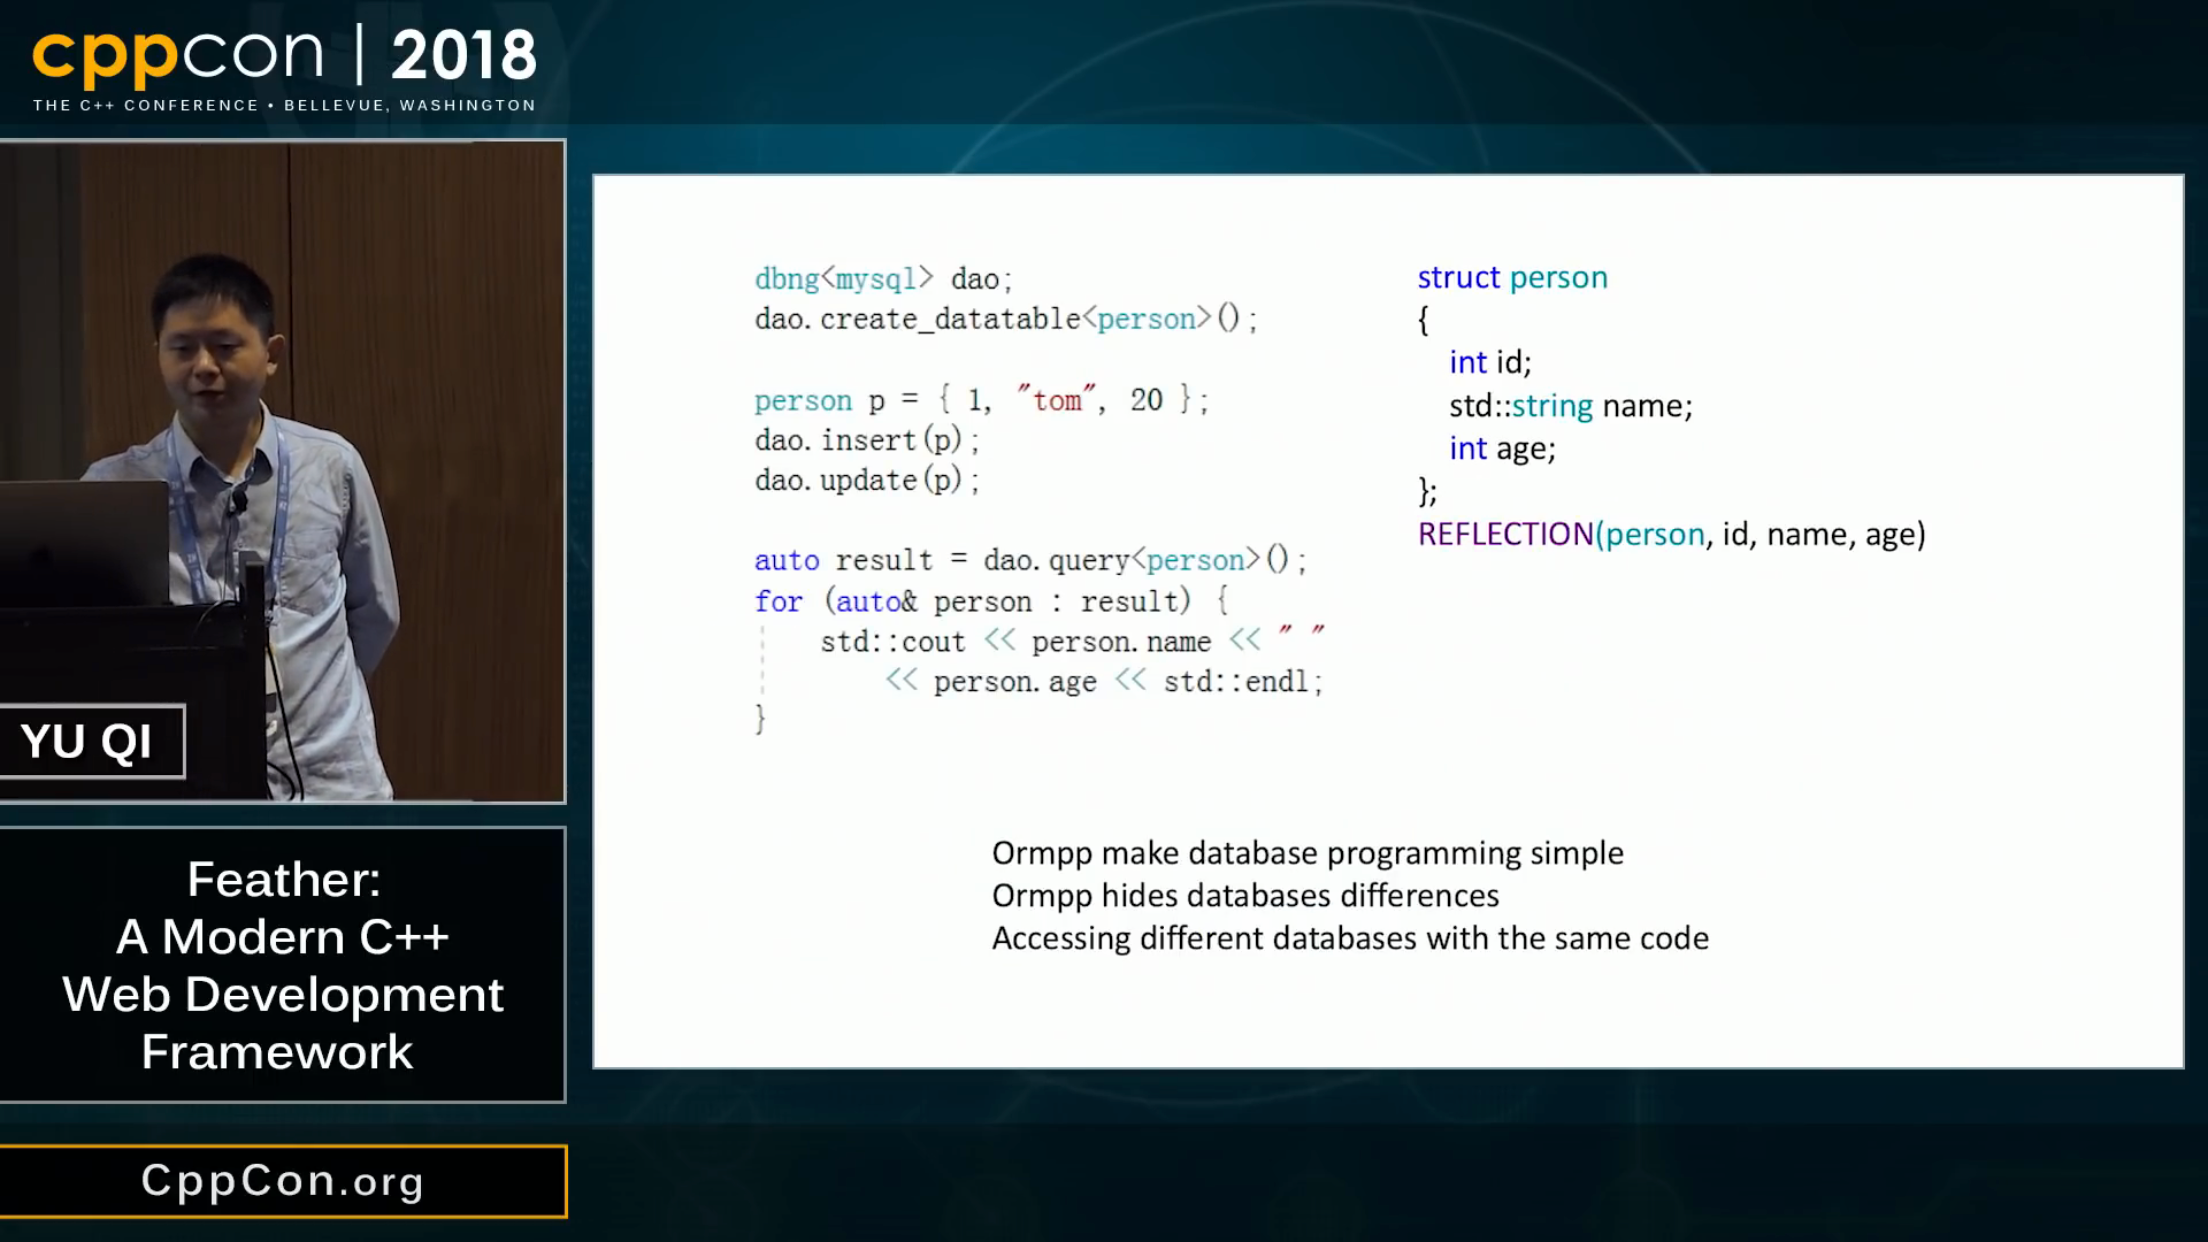 cppcon | 2018
THE C++ CONFERENCE • BELLEVUE, WASHINGTON
YU QI
Feather:
A Modern C++
Web Development
Framework
CppCon.org
dbng<mysql> dao;
dao.create_datatable<person>();
person p = { 1, "tom", 20 };
dao.insert(p);
dao.update(p);
auto result = dao.query<person>();
for (auto& person : result) {
std::cout << person.name << " "
<< person.age << std::endl;
}
struct person
{
int id;
std::string name;
int age;
};
REFLECTION(person, id, name, age)
Ormpp make database programming simple
Ormpp hides databases differences
Accessing different databases with the same code